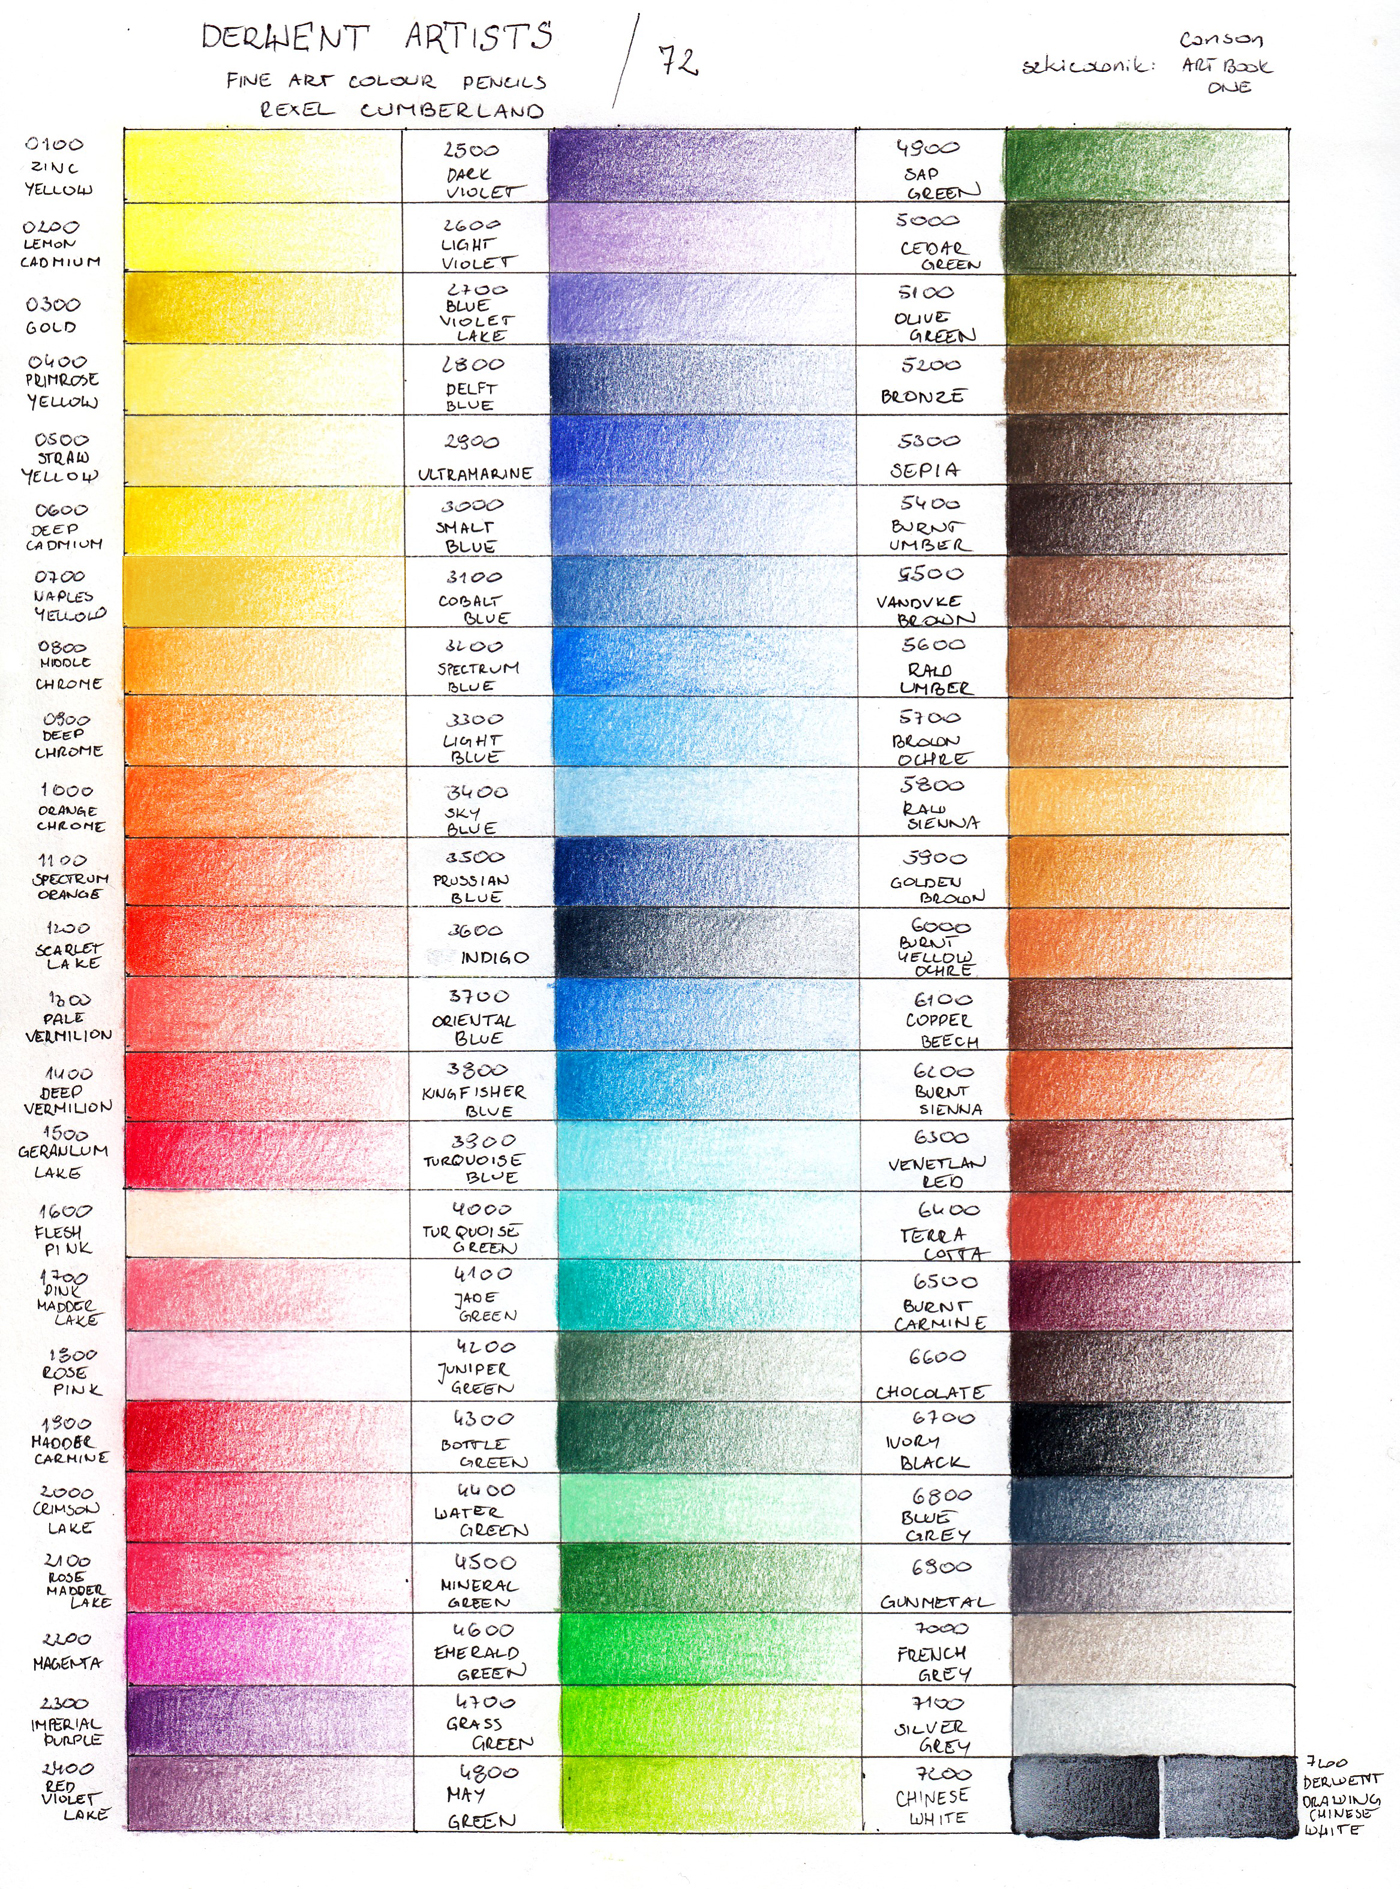 DERWENT ARTISTS
FINE ART COLOUR PENCILS
REXEL CUMBERLAND
/ 72
szkicownik: canson
ART BOOK
ONE
0100
ZINC
YELLOW
0200
LEMON
CADMIUM
0300
GOLD
0400
PRIMROSE
YELLOW
0500
STRAW
YELLOW
0600
DEEP
CADMIUM
0700
NAPLES
YELLOW
0800
MIDDLE
CHROME
0900
DEEP
CHROME
1000
ORANGE
CHROME
1100
SPECTRUM
ORANGE
1200
SCARLET
LAKE
1300
PALE
VERMILION
1400
DEEP
VERMILION
1500
GERANIUM
LAKE
1600
FLESH
PINK
1700
PINK
MADDER
LAKE
1800
ROSE
PINK
1900
MADDER
CARMINE
2000
CRIMSON
LAKE
2100
ROSE
MADDER
LAKE
2200
MAGENTA
2300
IMPERIAL
PURPLE
2400
RED
VIOLET
LAKE
2500
DARK
VIOLET
2600
LIGHT
VIOLET
2700
BLUE
VIOLET
LAKE
2800
DELFT
BLUE
2900
ULTRAMARINE
3000
SMALT
BLUE
3100
COBALT
BLUE
3200
SPECTRUM
BLUE
3300
LIGHT
BLUE
3400
SKY
BLUE
3500
PRUSSIAN
BLUE
3600
INDIGO
3700
ORIENTAL
BLUE
3800
KINGFISHER
BLUE
3900
TURQUOISE
BLUE
4000
TURQUOISE
GREEN
4100
JADE
GREEN
4200
JUNIPER
GREEN
4300
BOTTLE
GREEN
4400
WATER
GREEN
4500
MINERAL
GREEN
4600
EMERALD
GREEN
4700
GRASS
GREEN
4800
MAY
GREEN
4900
SAP
GREEN
5000
CEDAR
GREEN
5100
OLIVE
GREEN
5200
BRONZE
5300
SEPIA
5400
BURNT
UMBER
5500
VANDYKE
BROWN
5600
RAW
UMBER
5700
BROWN
OCHRE
5800
RAW
SIENNA
5900
GOLDEN
BROWN
6000
BURNT
YELLOW
OCHRE
6100
COPPER
BEECH
6200
BURNT
SIENNA
6300
VENETIAN
RED
6400
TERRA
COTTA
6500
BURNT
CARMINE
6600
CHOCOLATE
6700
IVORY
BLACK
6800
BLUE
GREY
6900
GUNMETAL
7000
FRENCH
GREY
7100
SILVER
GREY
7200
CHINESE
WHITE
7200
DERWENT
DRAWING
CHINESE
WHITE